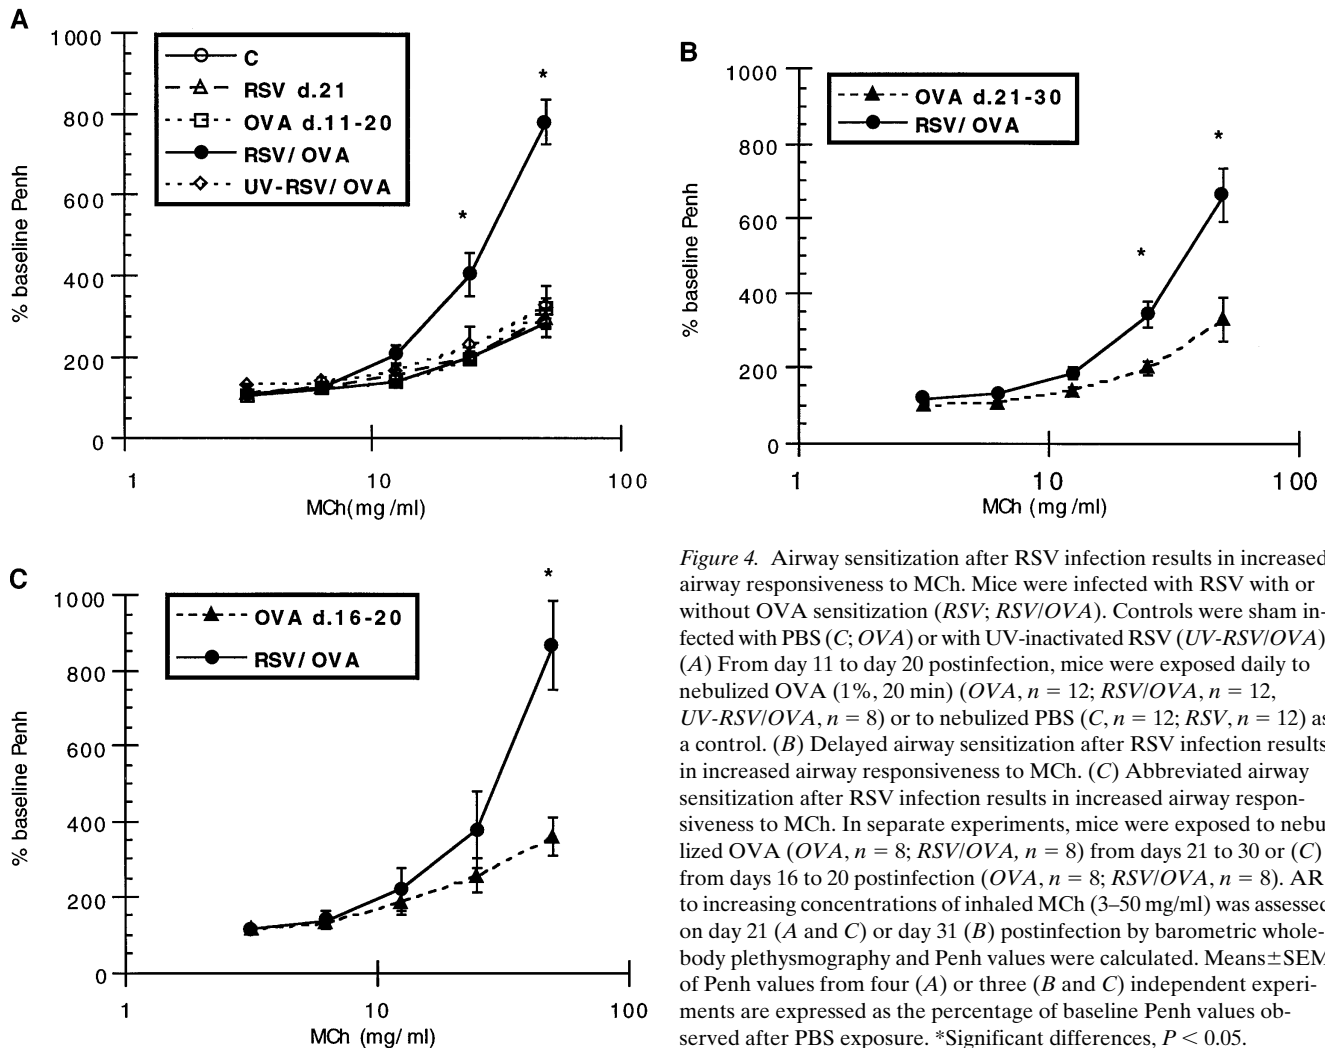 A
1000
800
600
400
200
0
% baseline Penh
C
RSV d.21
OVA d.11-20
RSV/ OVA
UV-RSV/ OVA
*
*
1
10
100
MCh(mg /ml)
B
1000
800
600
400
200
0
% baseline Penh
OVA d.21-30
RSV/ OVA
*
*
1
10
100
MCh (mg /ml)
C
1000
800
600
400
200
0
% baseline Penh
OVA d.16-20
RSV/ OVA
*
1
10
100
MCh (mg/ ml)
Figure 4. Airway sensitization after RSV infection results in increased
airway responsiveness to MCh. Mice were infected with RSV with or
without OVA sensitization (RSV; RSV/OVA). Controls were sham in-
fected with PBS (C; OVA) or with UV-inactivated RSV (UV-RSV/OVA)
(A) From day 11 to day 20 postinfection, mice were exposed daily to
nebulized OVA (1%, 20 min) (OVA, n = 12; RSV/OVA, n = 12,
UV-RSV/OVA, n = 8) or to nebulized PBS (C, n = 12; RSV, n = 12) as
a control. (B) Delayed airway sensitization after RSV infection results
in increased airway responsiveness to MCh. (C) Abbreviated airway
sensitization after RSV infection results in increased airway respon-
siveness to MCh. In separate experiments, mice were exposed to nebu
lized OVA (OVA, n = 8; RSV/OVA, n = 8) from days 21 to 30 or (C)
from days 16 to 20 postinfection (OVA, n = 8; RSV/OVA, n = 8). AR
to increasing concentrations of inhaled MCh (3–50 mg/ml) was assessed
on day 21 (A and C) or day 31 (B) postinfection by barometric whole-
body plethysmography and Penh values were calculated. Means±SEM
of Penh values from four (A) or three (B and C) independent experi-
ments are expressed as the percentage of baseline Penh values ob-
served after PBS exposure. *Significant differences, P < 0.05.